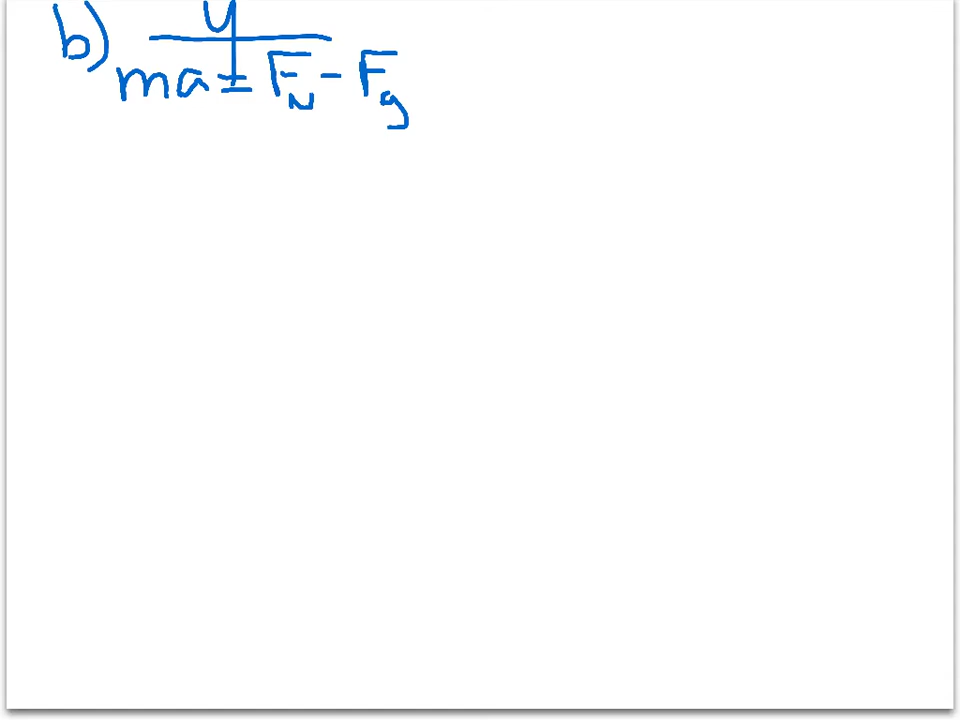 b) y
ma = F_N - F_g